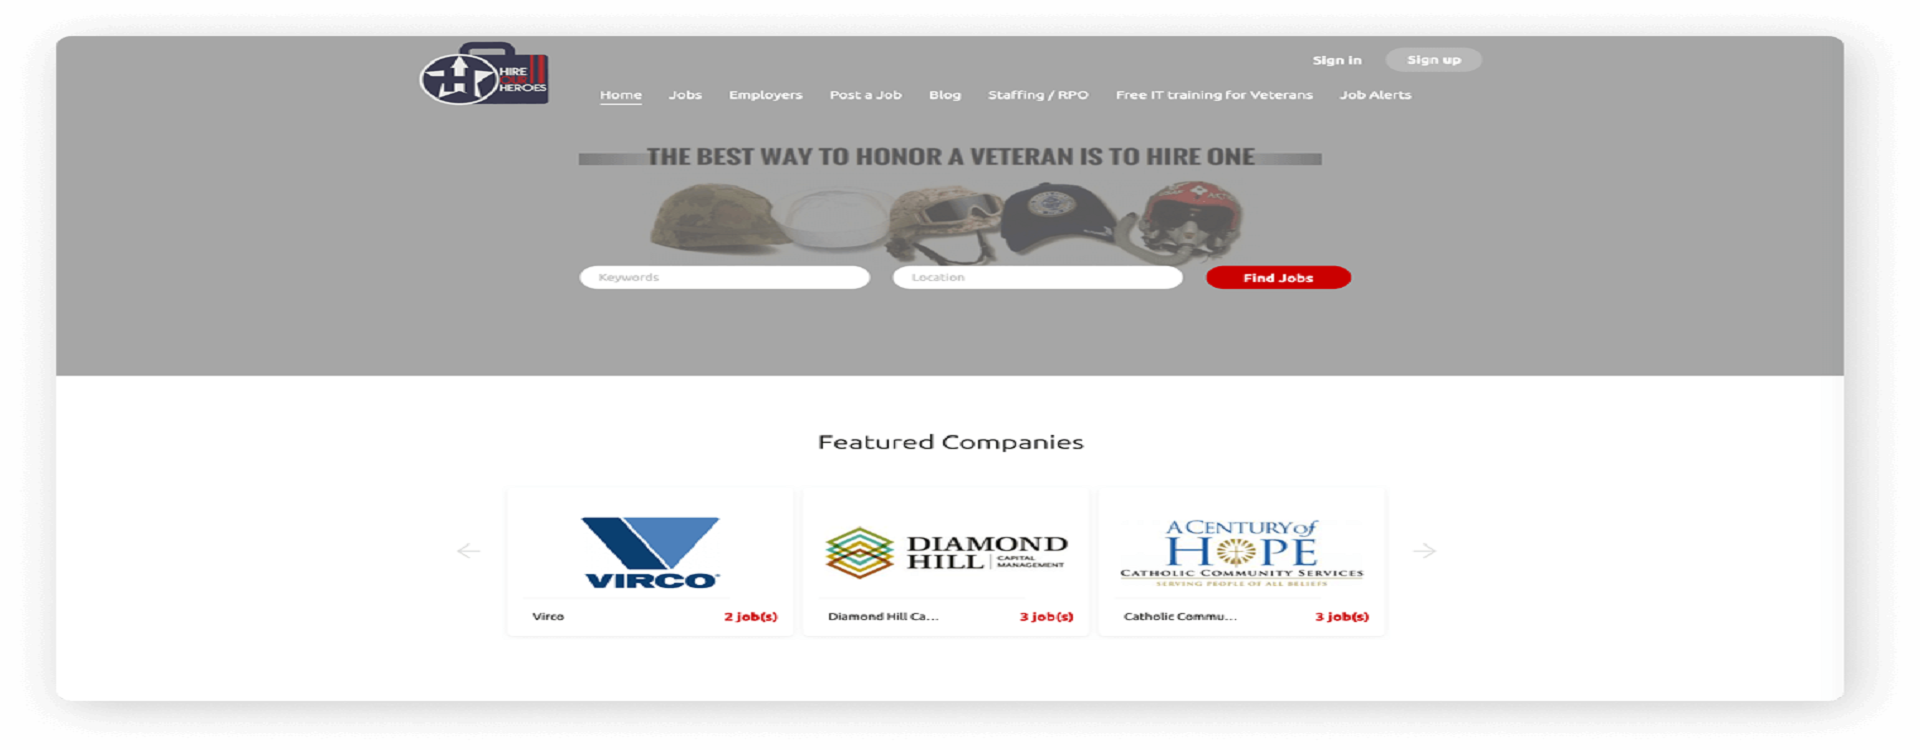 HIRE
OUR
HEROES
Sign in
Sign up
Home Jobs Employers Post a Job Blog Staffing / RPO Free IT training for Veterans Job Alerts
THE BEST WAY TO HONOR A VETERAN IS TO HIRE ONE
Keywords
Location
Find Jobs
Featured Companies
VIRCO
Virco
2 job(s)
DIAMOND
HILL
CAPITAL
MANAGEMENT
Diamond Hill Ca...
3 job(s)
A CENTURY of
HOPE
CATHOLIC COMMUNITY SERVICES
SERVING PEOPLE OF ALL BELIEFS
Catholic Commu...
3 job(s)